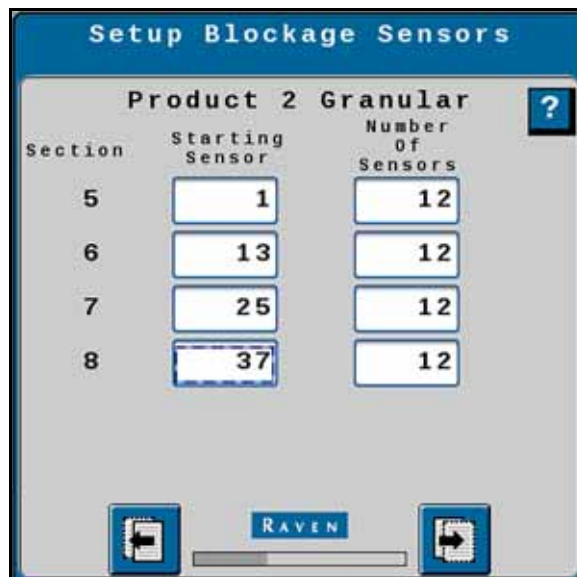 Setup Blockage Sensors
Product 2 Granular
?
Section Starting Sensor Number Of Sensors
5 1 12
6 13 12
7 25 12
8 37 12
RAVEN